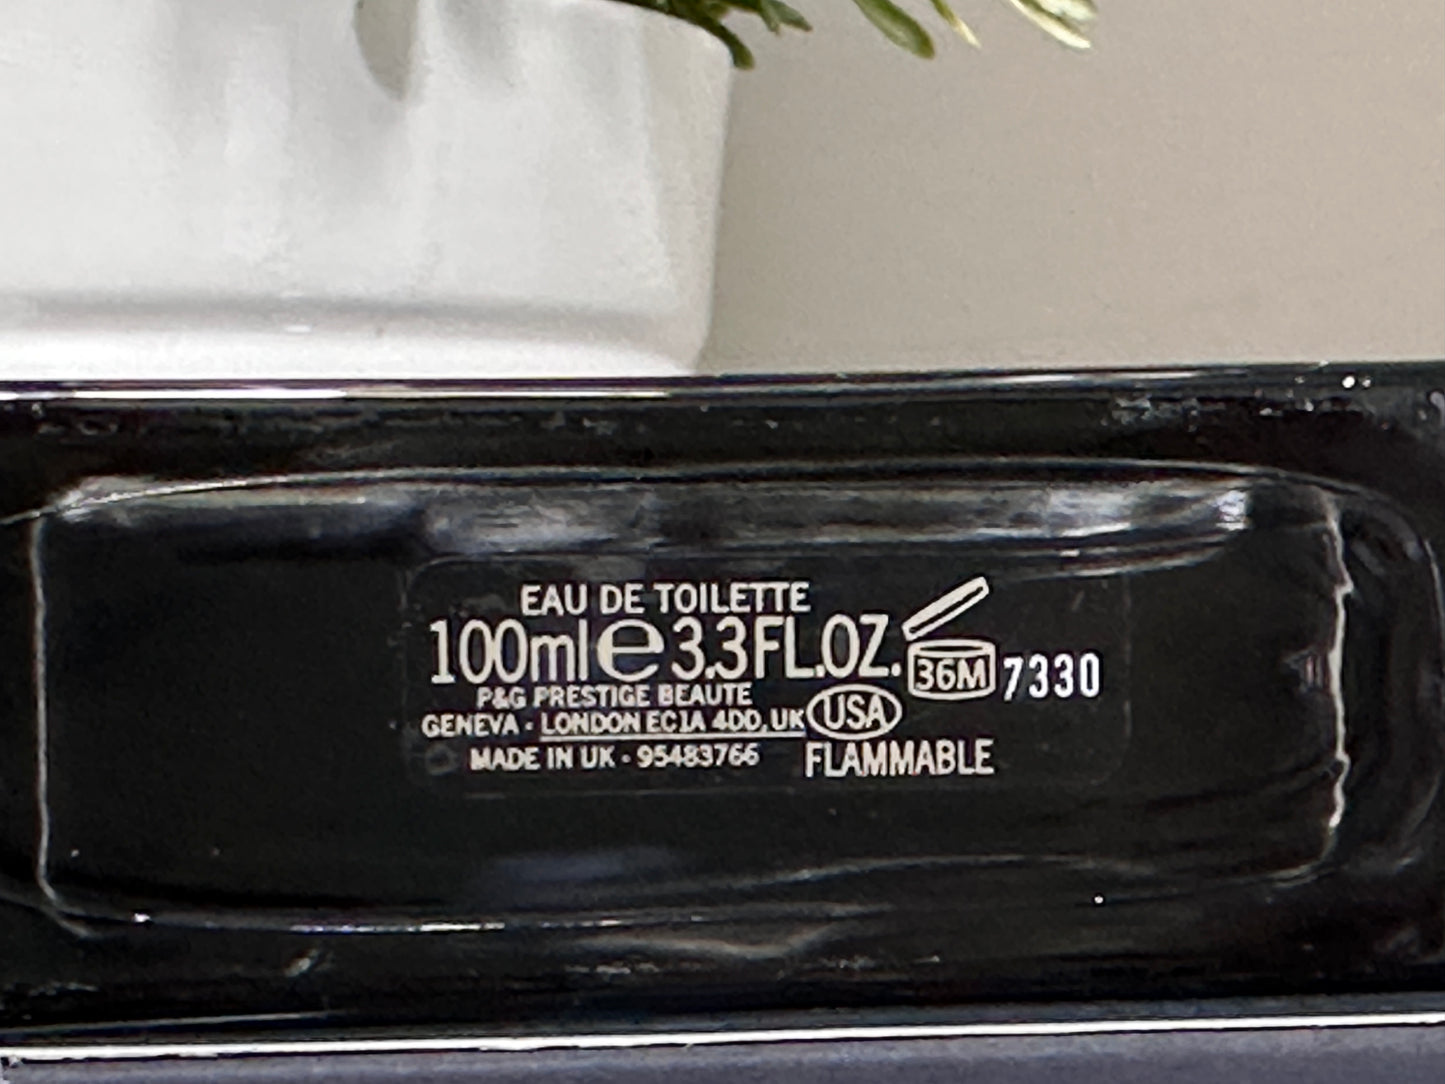 EAU DE TOILETTE
100ml e 3.3FL.OZ.
36M
7330
P&G PRESTIGE BEAUTE
GENEVA · LONDON EC1A 4DD, UK
USA
MADE IN UK · 95483766
FLAMMABLE